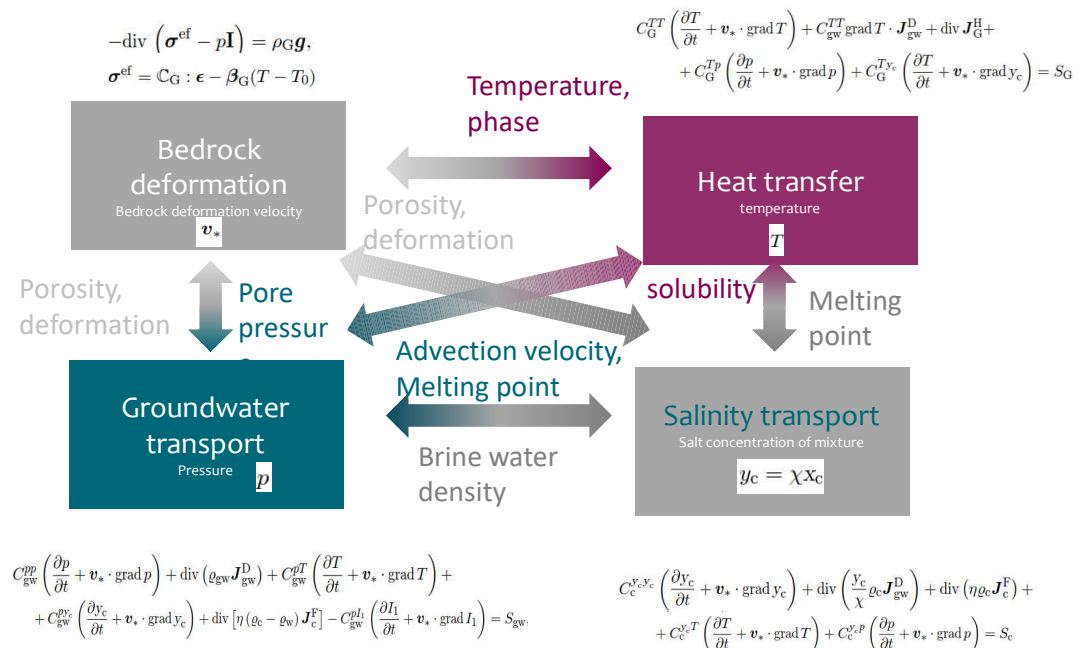 −div (σ^ef − pI) = ρ_G g,
σ^ef = ℂ_G : ϵ − β_G(T − T_0)
C_G^TT (∂T/∂t + v_* · grad T) + C_gw^TT grad T · J_gw^D + div J_G^H +
+ C_G^Tp (∂p/∂t + v_* · grad p) + C_G^Ty_c (∂T/∂t + v_* · grad y_c) = S_G
Temperature,
phase
Bedrock
deformation
Bedrock deformation velocity
v_*
Heat transfer
temperature
T
Porosity,
deformation
Porosity,
deformation
Pore
pressur
solubility
Melting
point
Advection velocity,
Melting point
Groundwater
transport
Pressure
p
Salinity transport
Salt concentration of mixture
y_c = χx_c
Brine water
density
C_gw^pp (∂p/∂t + v_* · grad p) + div (ϱ_gw J_gw^D) + C_gw^pT (∂T/∂t + v_* · grad T) +
+ C_gw^py_c (∂y_c/∂t + v_* · grad y_c) + div [η (ϱ_c − ϱ_w) J_c^F] − C_gw^pI_1 (∂I_1/∂t + v_* · grad I_1) = S_gw.
C_c^y_cy_c (∂y_c/∂t + v_* · grad y_c) + div (y_c/χ ϱ_c J_gw^D) + div (ηϱ_c J_c^F) +
+ C_c^y_cT (∂T/∂t + v_* · grad T) + C_c^y_cp (∂p/∂t + v_* · grad p) = S_c